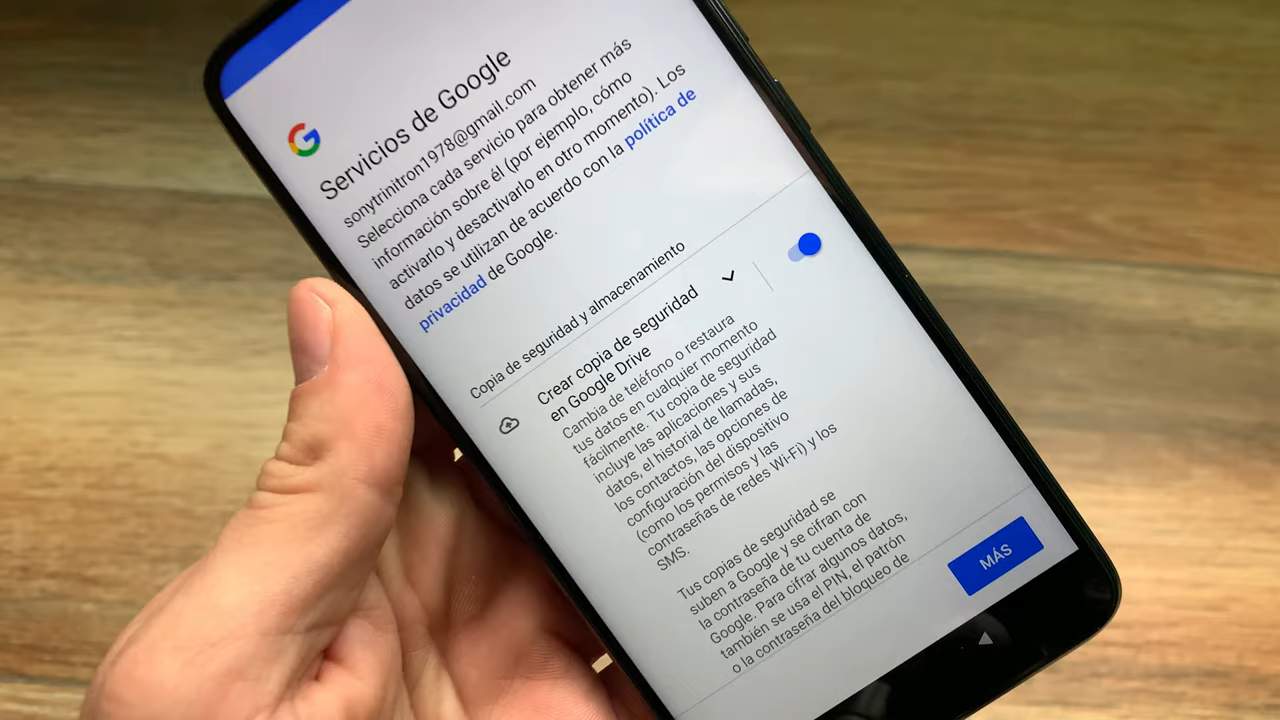 Servicios de Google
sonytrinitron1978@gmail.com
Selecciona cada servicio para obtener más
información sobre él (por ejemplo, cómo
activarlo y desactivarlo en otro momento). Los
datos se utilizan de acuerdo con la política de
privacidad de Google.
Copia de seguridad y almacenamiento
Crear copia de seguridad
en Google Drive
Cambia de teléfono o restaura
tus datos en cualquier momento
fácilmente. Tu copia de seguridad
incluye las aplicaciones y sus
datos, el historial de llamadas,
los contactos, las opciones de
configuración del dispositivo
(como los permisos y las
contraseñas de redes Wi-Fi) y los
SMS.
Tus copias de seguridad se
suben a Google y se cifran con
la contraseña de tu cuenta de
Google. Para cifrar algunos datos,
también se usa el PIN, el patrón
o la contraseña del bloqueo de
MÁS